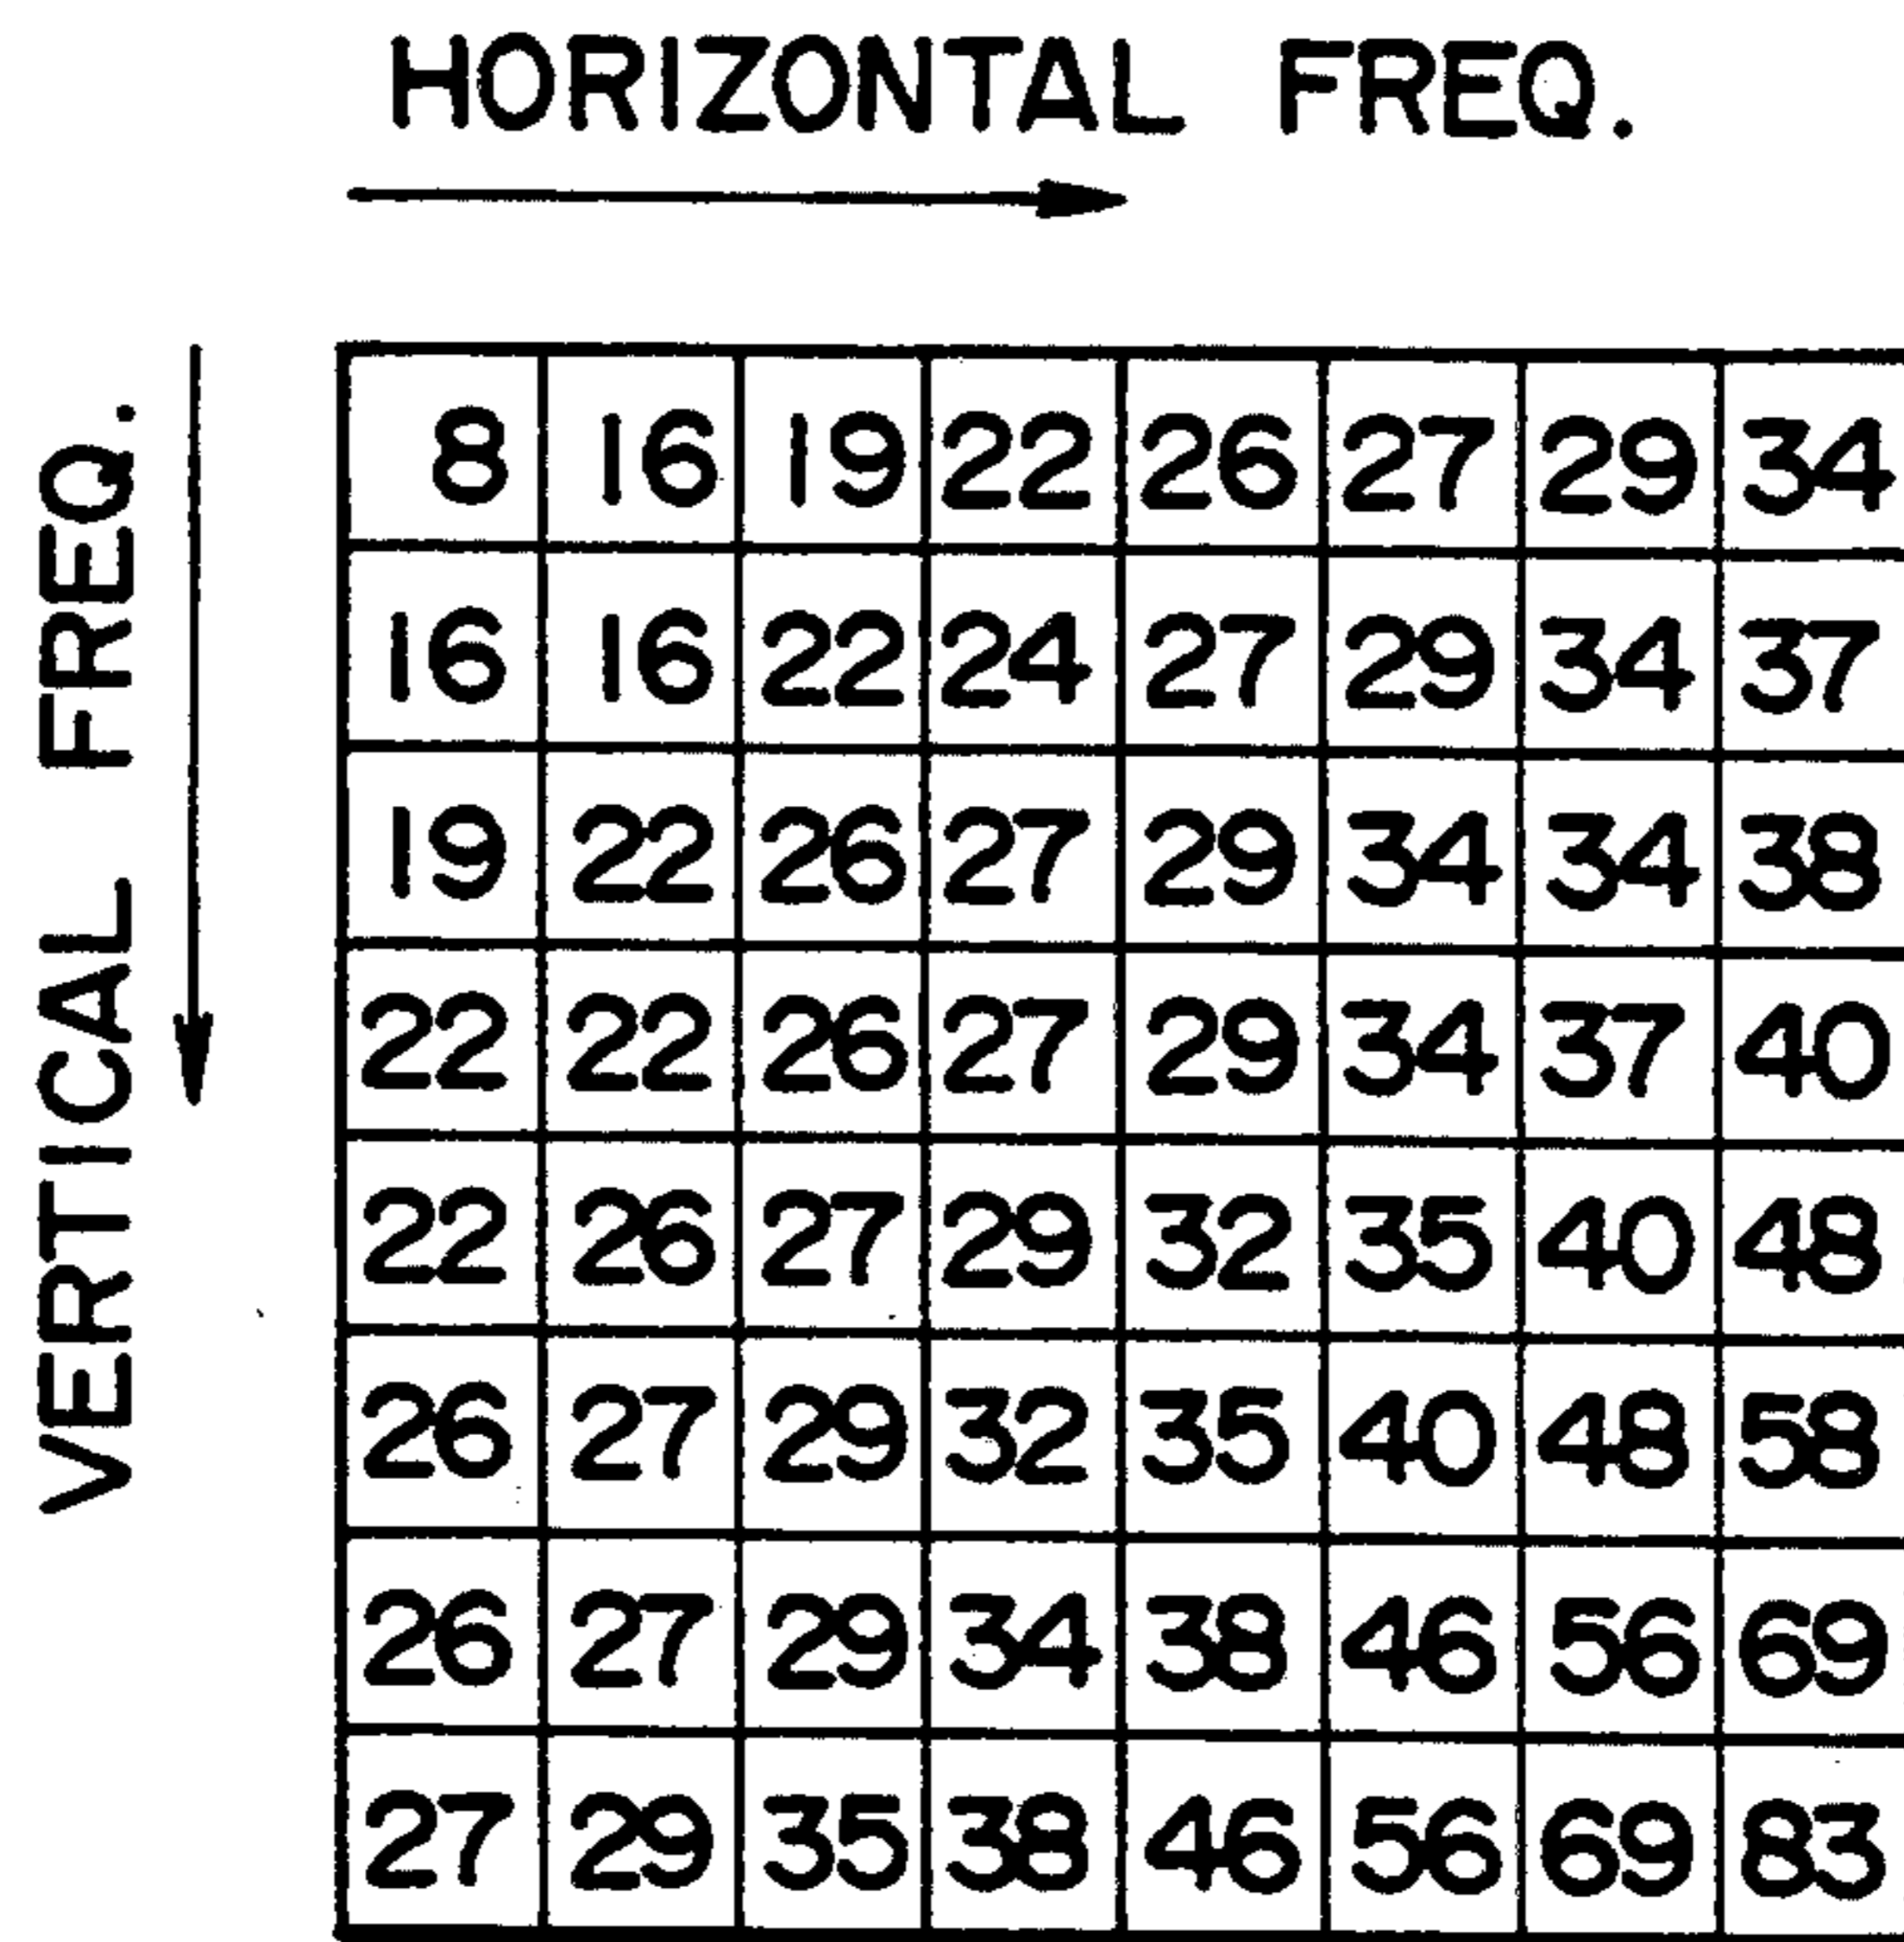 HORIZONTAL FREQ.
VERTICAL FREQ.
8 16 19 22 26 27 29 34
16 16 22 24 27 29 34 37
19 22 26 27 29 34 34 38
22 22 26 27 29 34 37 40
22 26 27 29 32 35 40 48
26 27 29 32 35 40 48 58
26 27 29 34 38 46 56 69
27 29 35 38 46 56 69 83